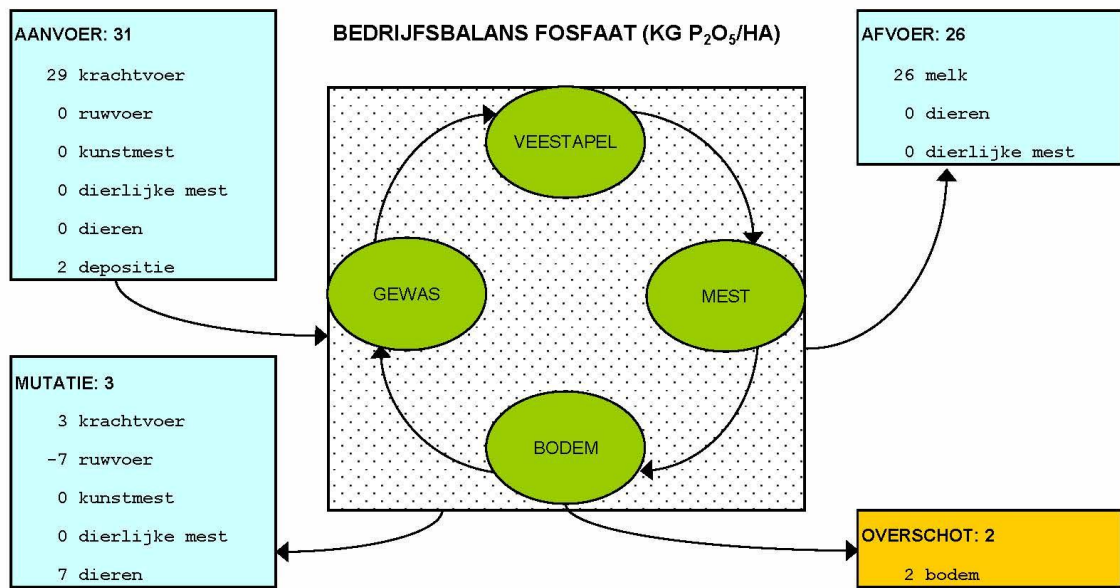 BEDRIJFSBALANS FOSFAAT (KG P₂O₅/HA)
AANVOER: 31
29 krachtvoer
0 ruwvoer
0 kunstmest
0 dierlijke mest
0 dieren
2 depositie
AFVOER: 26
26 melk
0 dieren
0 dierlijke mest
VEESTAPEL
GEWAS
MEST
BODEM
MUTATIE: 3
3 krachtvoer
-7 ruwvoer
0 kunstmest
0 dierlijke mest
7 dieren
OVERSCHOT: 2
2 bodem